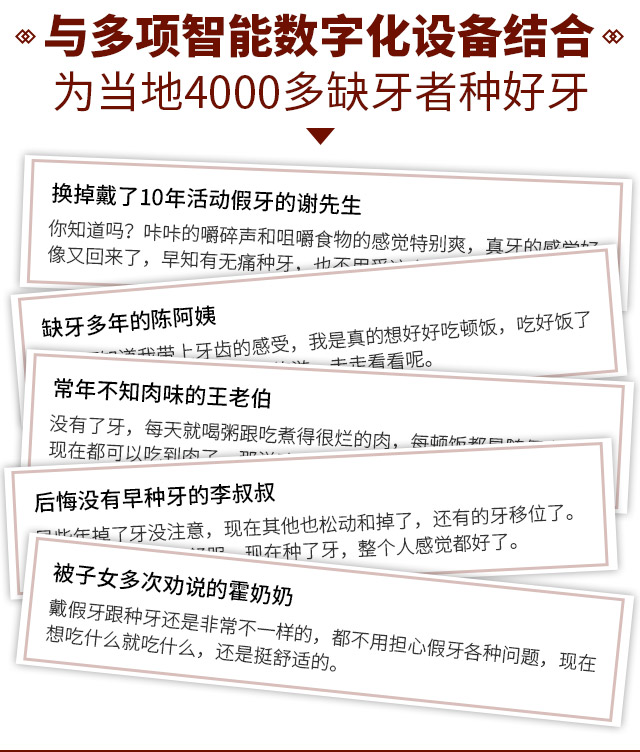 与多项智能数字化设备结合
为当地4000多缺牙者种好牙
换掉戴了10年活动假牙的谢先生
你知道吗？咔咔的嚼碎声和咀嚼食物的感觉特别爽，真牙的感觉好
像又回来了，早知有无痛种牙，也不用受
缺牙多年的陈阿姨
知道我带上牙齿的感受，我是真的想好好吃顿饭，吃好饭了
走走看看呢。
常年不知肉味的王老伯
没有了牙，每天就喝粥跟吃煮得很烂的肉，每顿饭都是随
现在都可以吃到肉了，那滋味
后悔没有早种牙的李叔叔
早些年掉了牙没注意，现在其他也松动和掉了，还有的牙移位了。
现在种了牙，整个人感觉都好了。
被子女多次劝说的霍奶奶
戴假牙跟种牙还是非常不一样的，都不用担心假牙各种问题，现在
想吃什么就吃什么，还是挺舒适的。